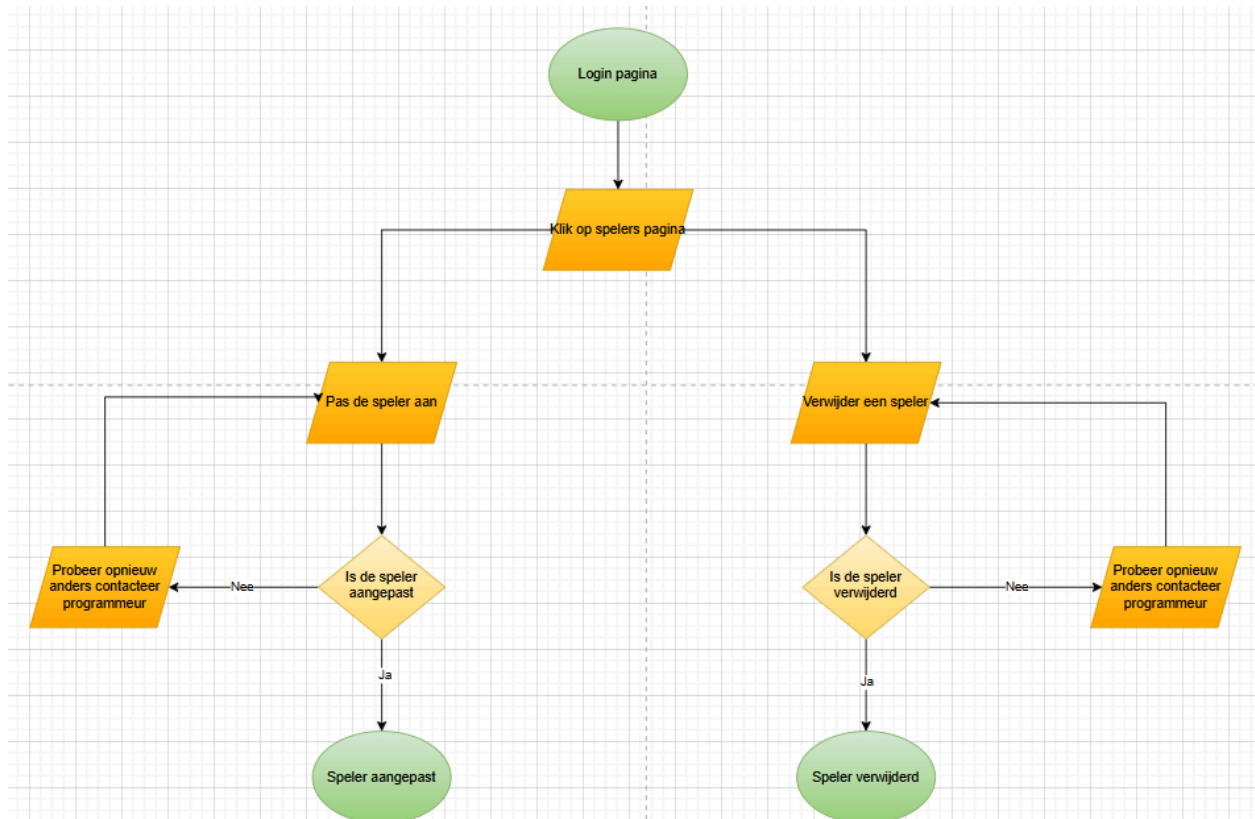 Login pagina
Klik op spelers pagina
Pas de speler aan
Verwijder een speler
Probeer opnieuw
anders contacteer
programmeur
Nee
Is de speler
aangepast
Is de speler
verwijderd
Nee
Probeer opnieuw
anders contacteer
programmeur
Ja
Ja
Speler aangepast
Speler verwijderd